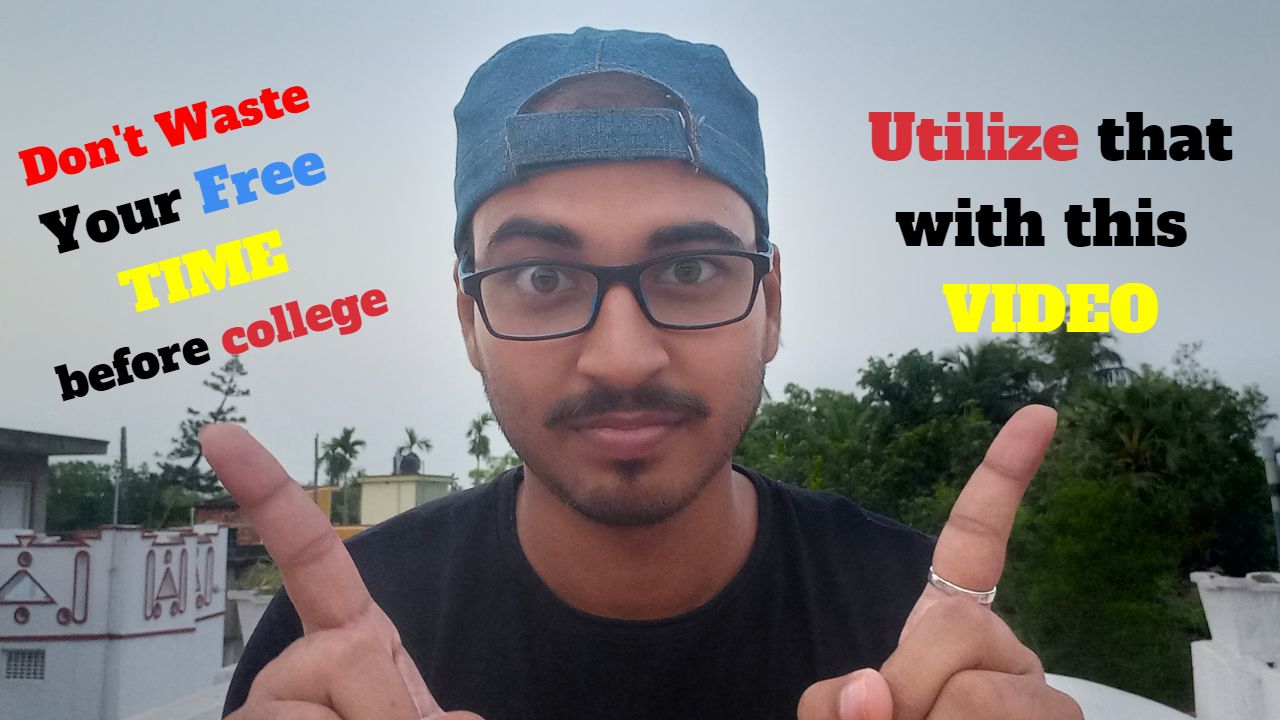 Don't Waste
Your Free
TIME
before college
Utilize that
with this
VIDEO